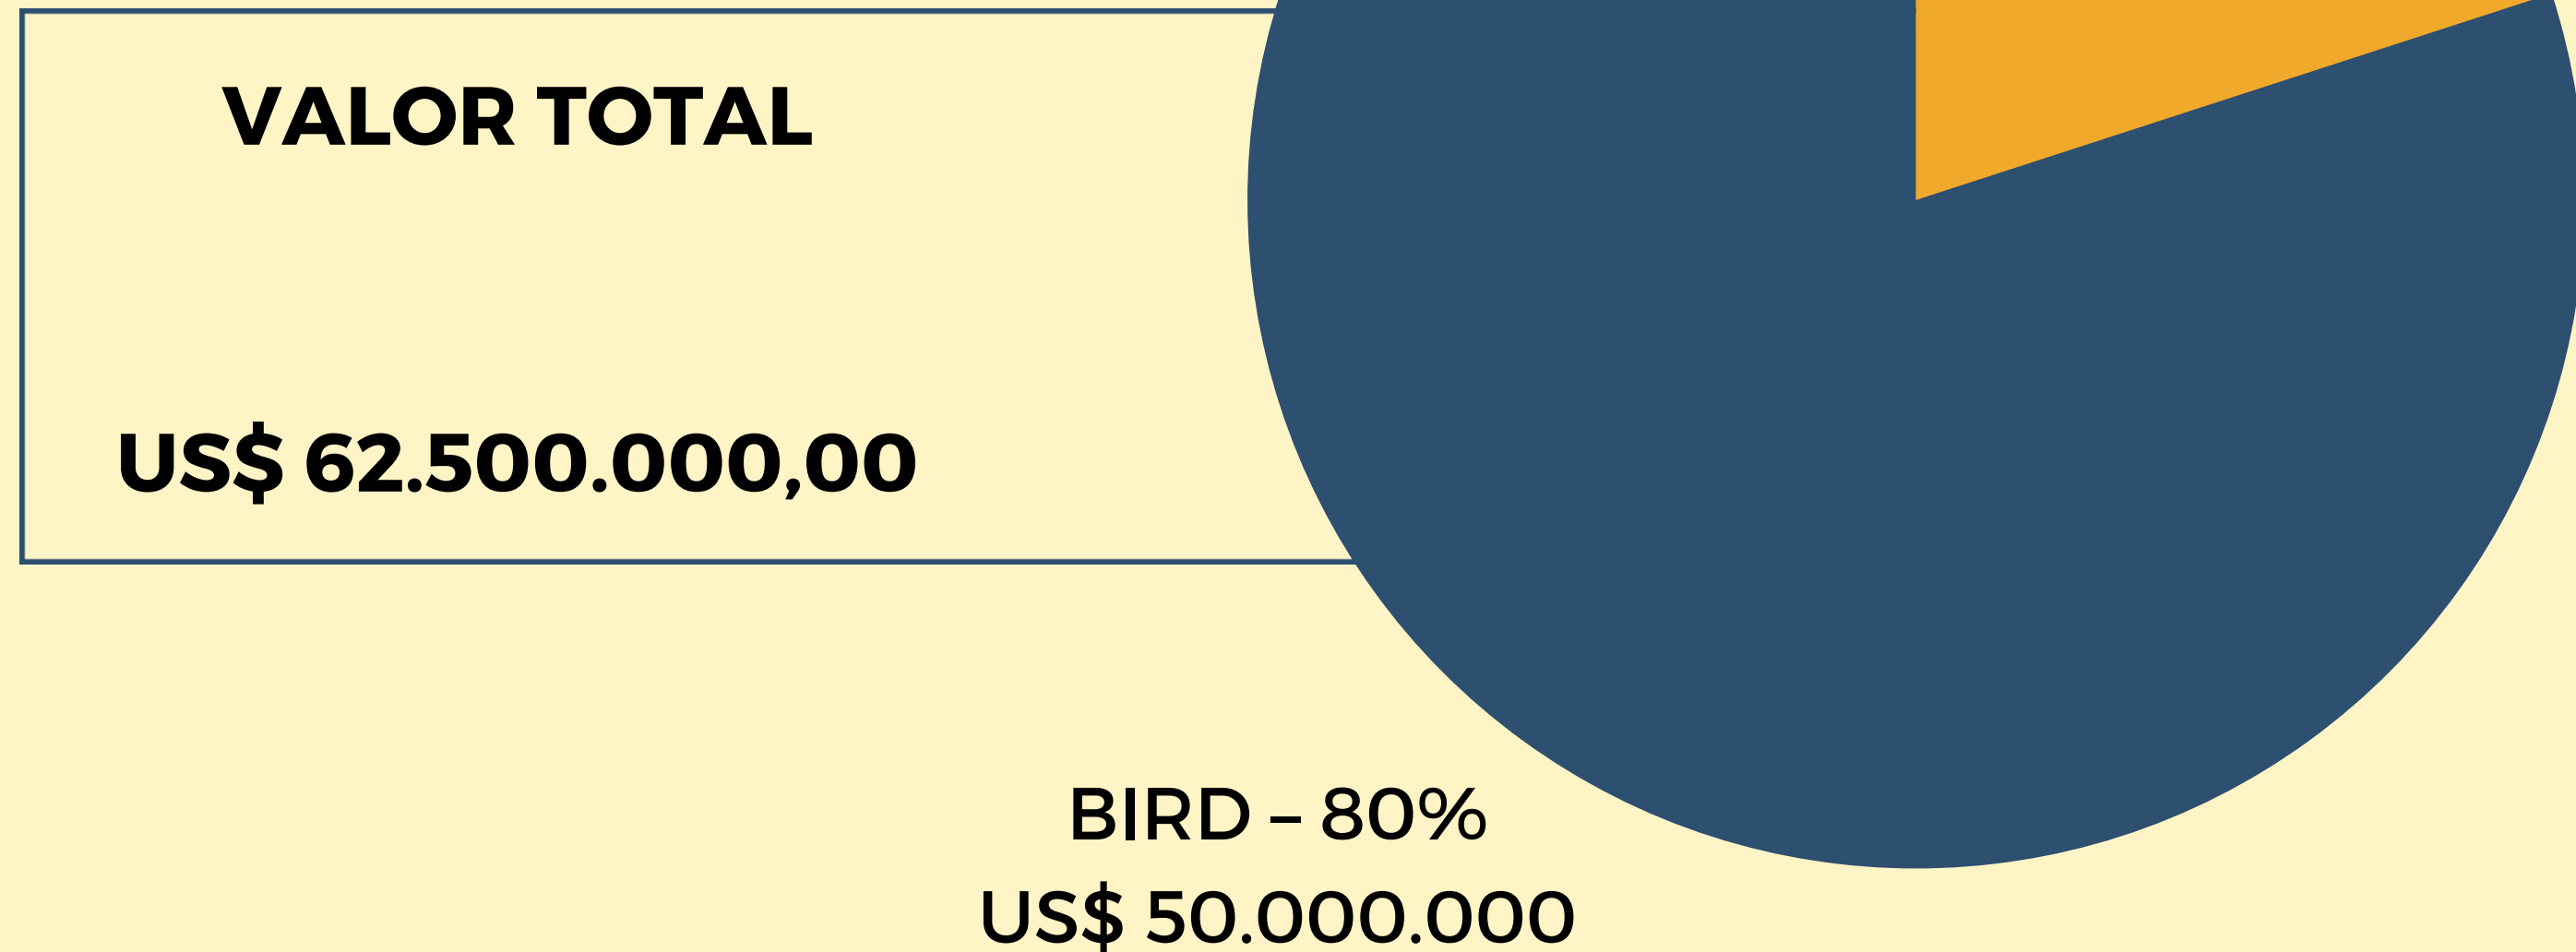 VALOR TOTAL
US$ 62.500.000,00
BIRD – 80%
US$ 50.000.000